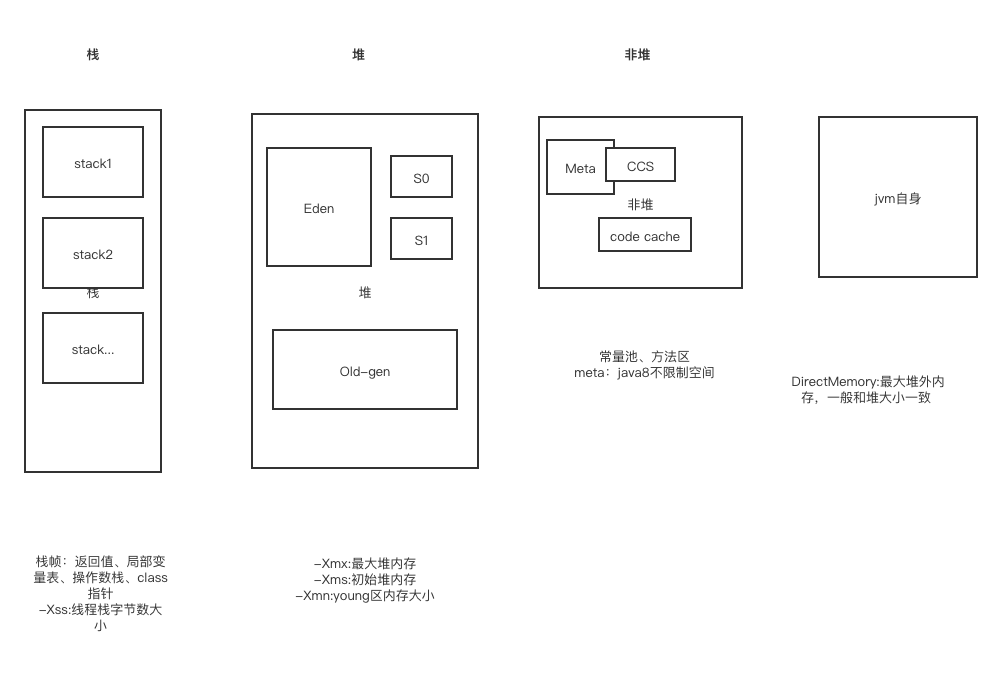 栈
堆
非堆
stack1
stack2
栈
stack...
Eden
S0
S1
堆
Old-gen
Meta
CCS
非堆
code cache
jvm自身
常量池、方法区
meta：java8不限制空间
DirectMemory:最大堆外内
存，一般和堆大小一致
栈帧：返回值、局部变
量表、操作数栈、class
指针
-Xss:线程栈字节数大
小
-Xmx:最大堆内存
-Xms:初始堆内存
-Xmn:young区内存大小